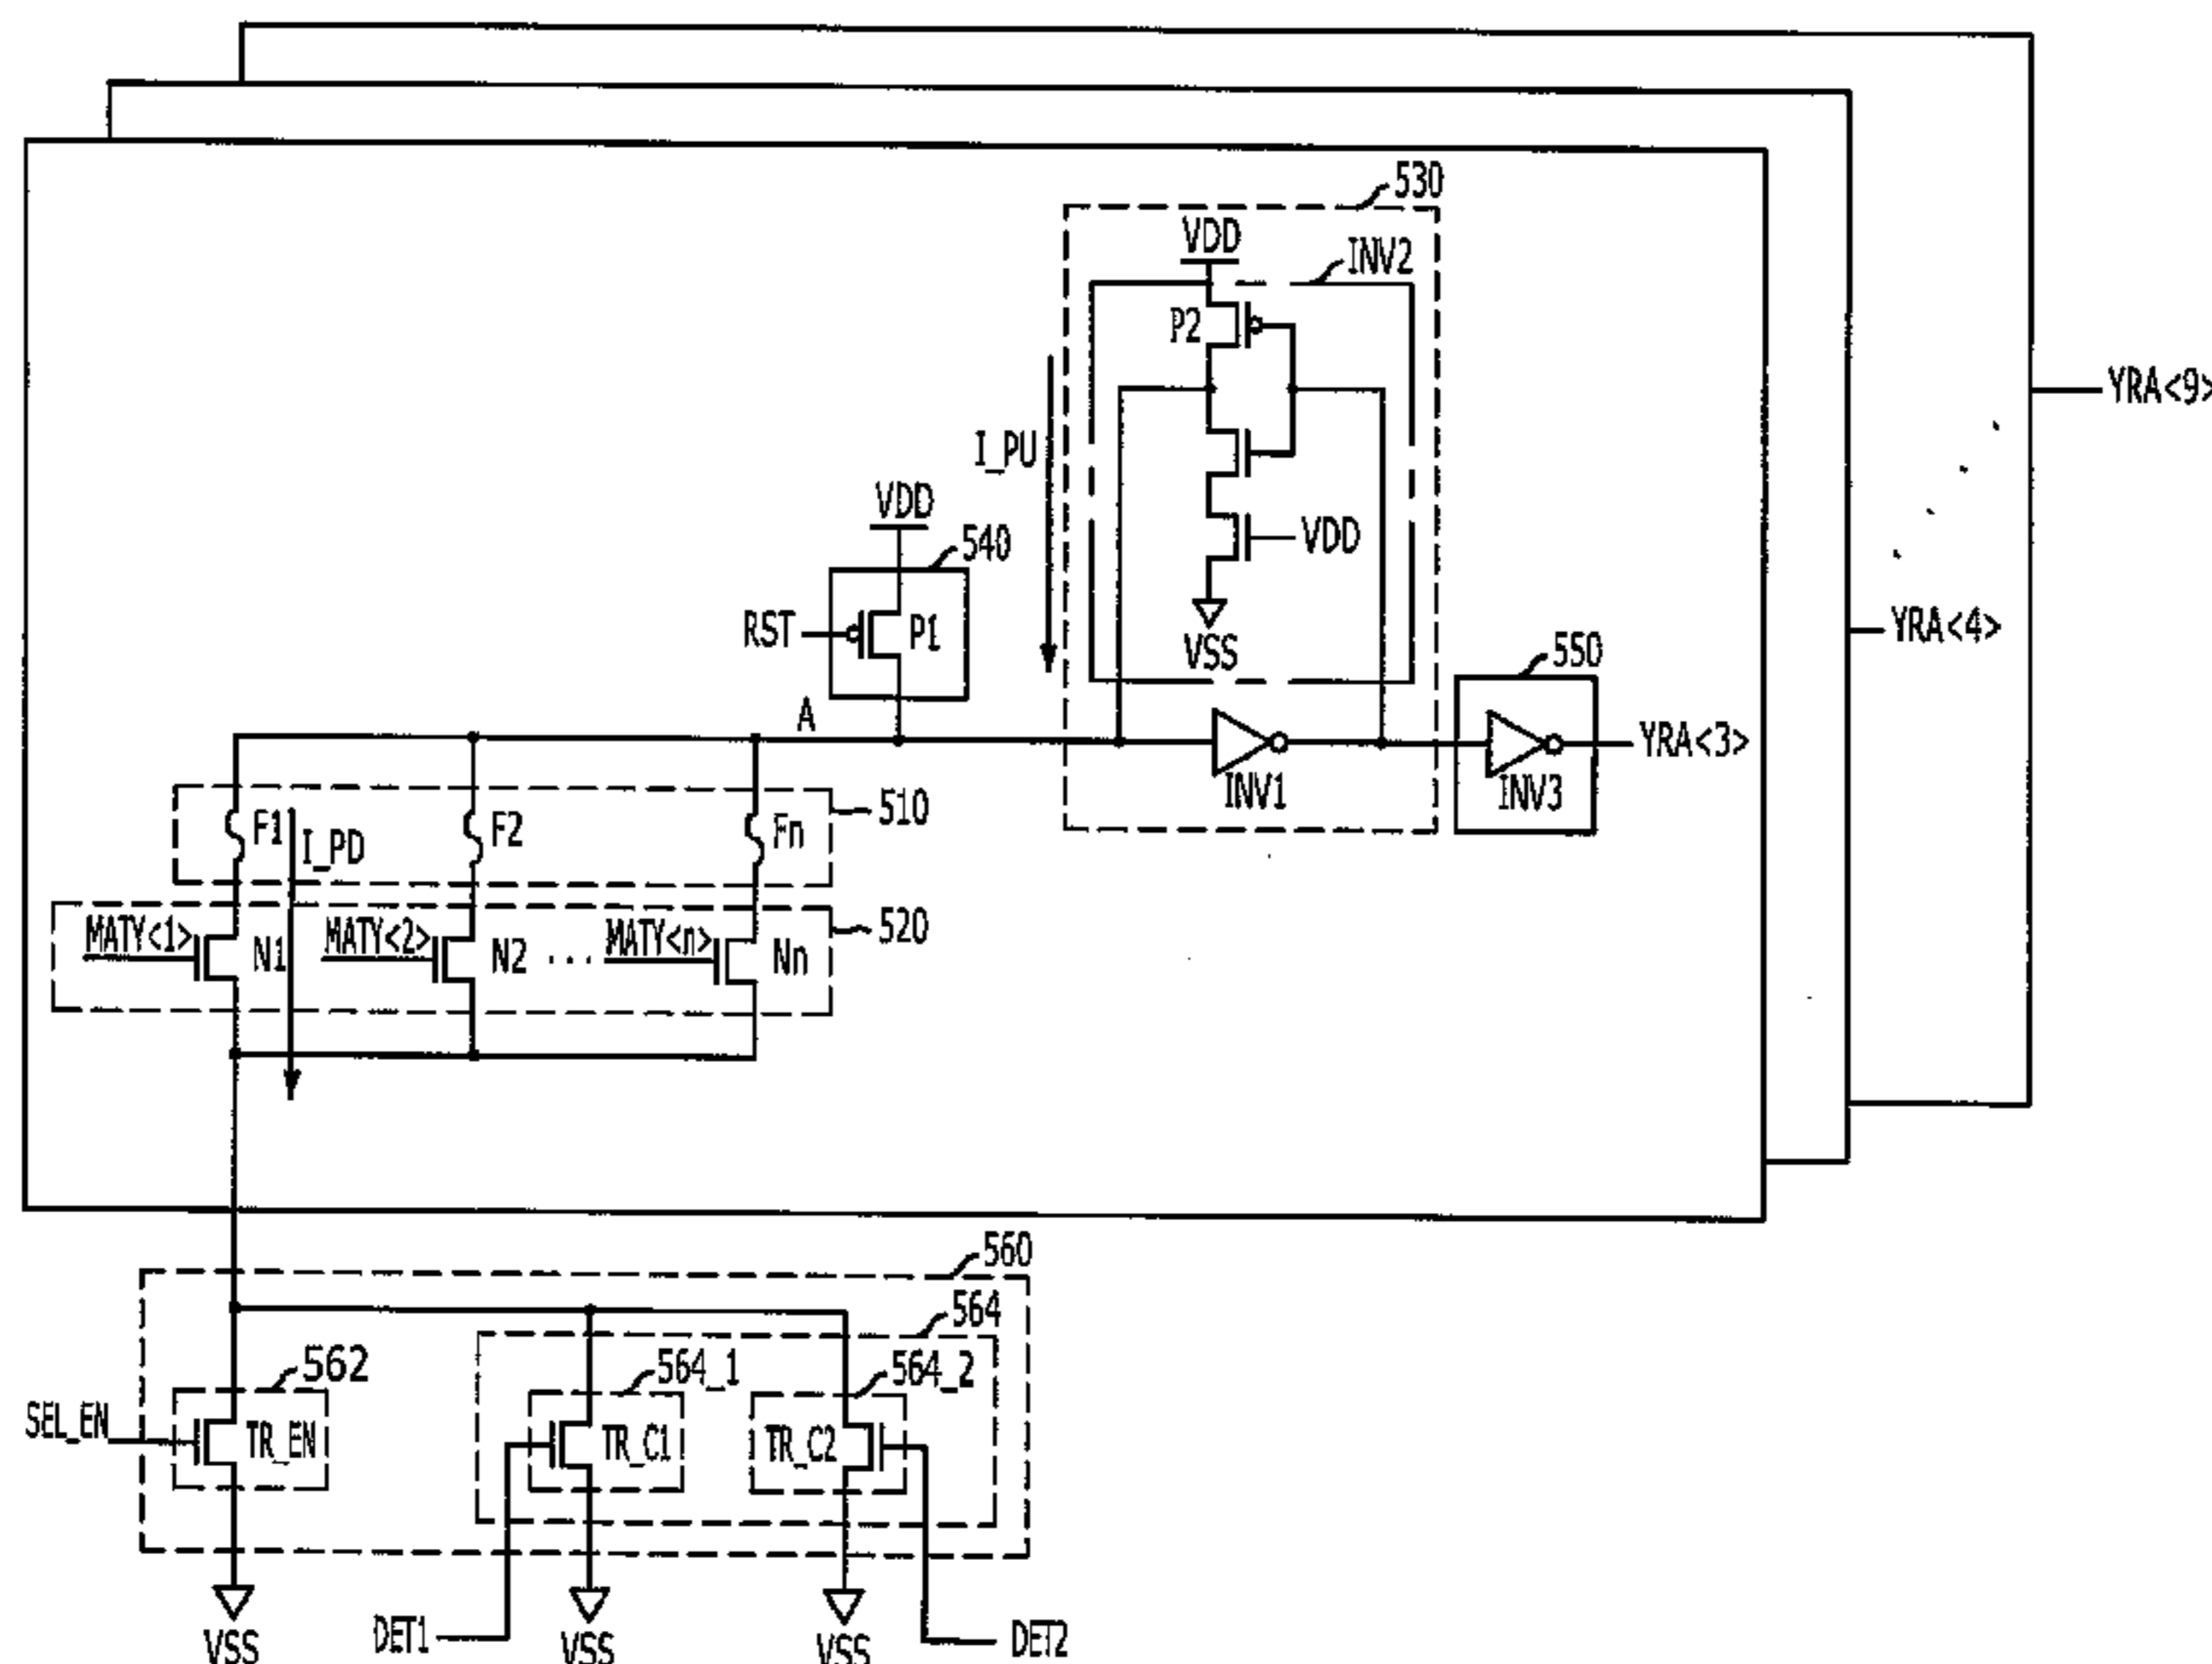 530
VDD
INV2
P2
YRA<9>
I_PU
VDD
540
VDD
RST
P1
YRA<4>
VSS
550
A
YRA<3>
INV1
INV3
F1
F2
Fn
510
I_PD
MATY<1>
MATY<2>
MATY<n>
520
N1
N2
...
Nn
560
564
562
564_1
564_2
SEL_EN
TR_EN
TR_C1
TR_C2
DET1
DET2
VSS
VSS
VSS